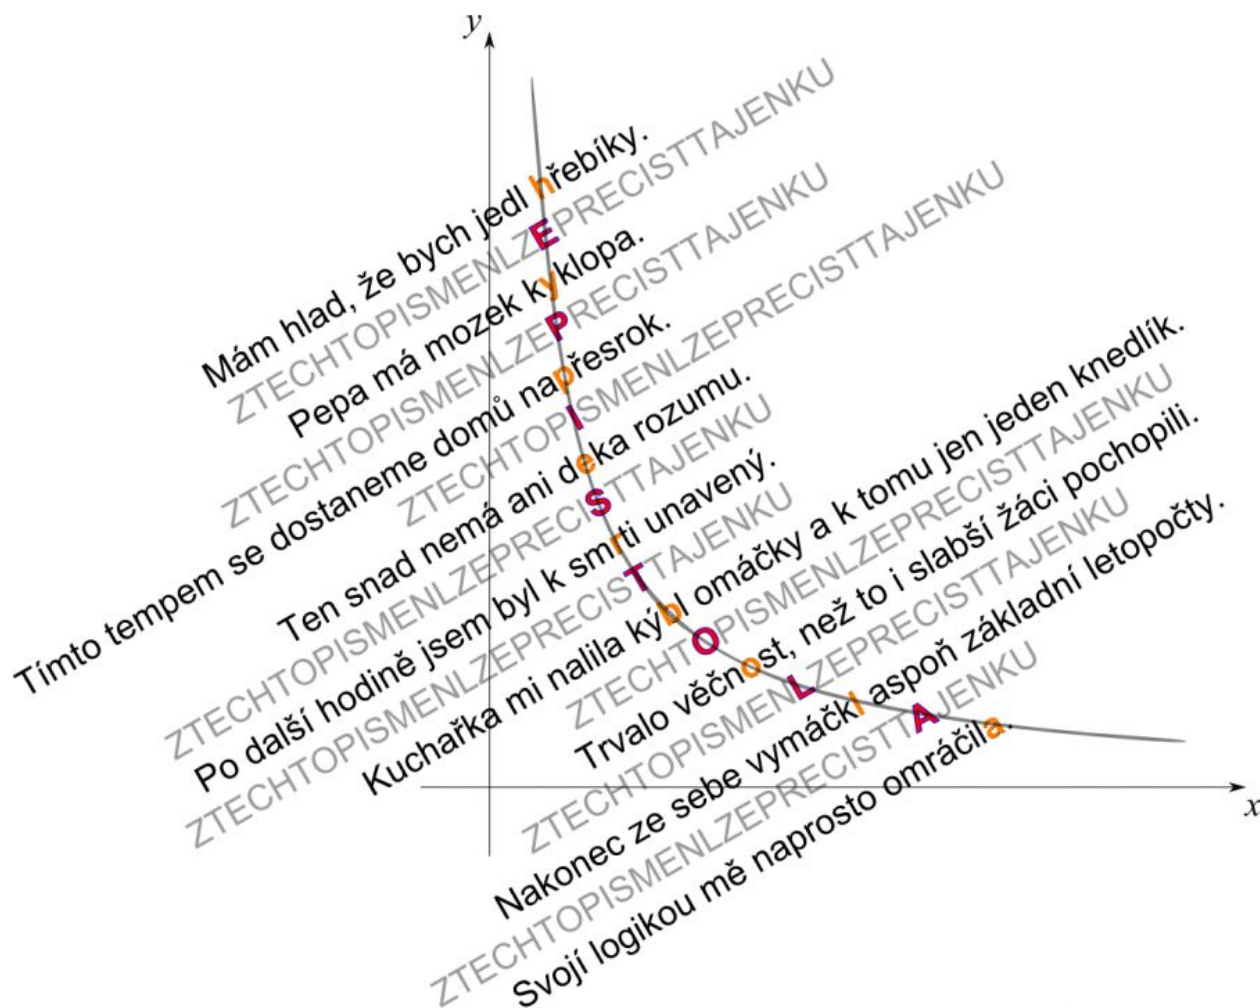 y
Mám hlad, že bych jedl hřebíky.
ZTECHTOPISMENLZEPRECISTTAJENKU
Pepa má mozek kyklopa.
ZTECHTOPISMENLZEPRECISTTAJENKU
Tímto tempem se dostaneme domů napřesrok.
ZTECHTOPISMENLZEPRECISTTAJENKU
Ten snad nemá ani deka rozumu.
ZTECHTOPISMENLZEPRECISTTAJENKU
Po další hodině jsem byl k smrti unavený.
ZTECHTOPISMENLZEPRECISTTAJENKU
Kuchařka mi nalila kýbl omáčky a k tomu jen jeden knedlík.
ZTECHTOPISMENLZEPRECISTTAJENKU
Trvalo věčnost, než to i slabší žáci pochopili.
ZTECHTOPISMENLZEPRECISTTAJENKU
Nakonec ze sebe vymáčkl aspoň základní letopočty.
ZTECHTOPISMENLZEPRECISTTAJENKU
Svojí logikou mě naprosto omráčila.
x